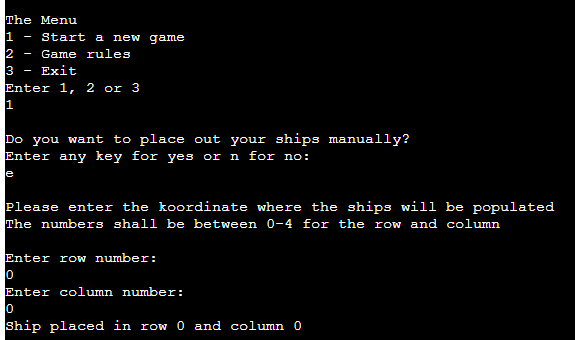 The Menu
1 - Start a new game
2 - Game rules
3 - Exit
Enter 1, 2 or 3
1
Do you want to place out your ships manually?
Enter any key for yes or n for no:
e
Please enter the koordinate where the ships will be populated
The numbers shall be between 0-4 for the row and column
Enter row number:
0
Enter column number:
0
Ship placed in row 0 and column 0